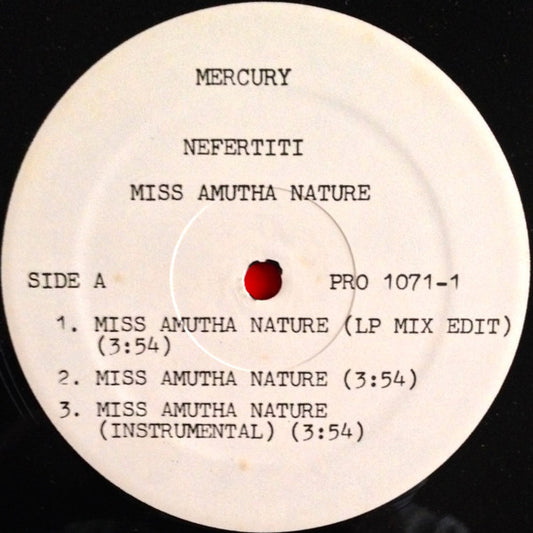 MERCURY
NEFERTITI
MISS AMUTHA NATURE
SIDE A PRO 1071-1
1. MISS AMUTHA NATURE (LP MIX EDIT)
(3:54)
2. MISS AMUTHA NATURE (3:54)
3. MISS AMUTHA NATURE
(INSTRUMENTAL) (3:54)